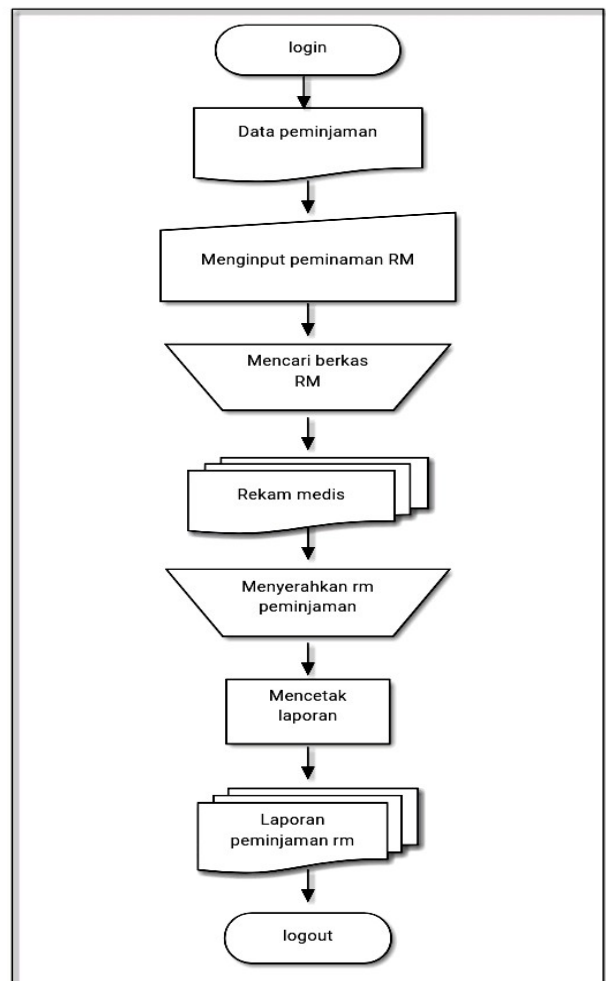 login
Data peminjaman
Menginput peminaman RM
Mencari berkas
RM
Rekam medis
Menyerahkan rm
peminjaman
Mencetak
laporan
Laporan
peminjaman rm
logout